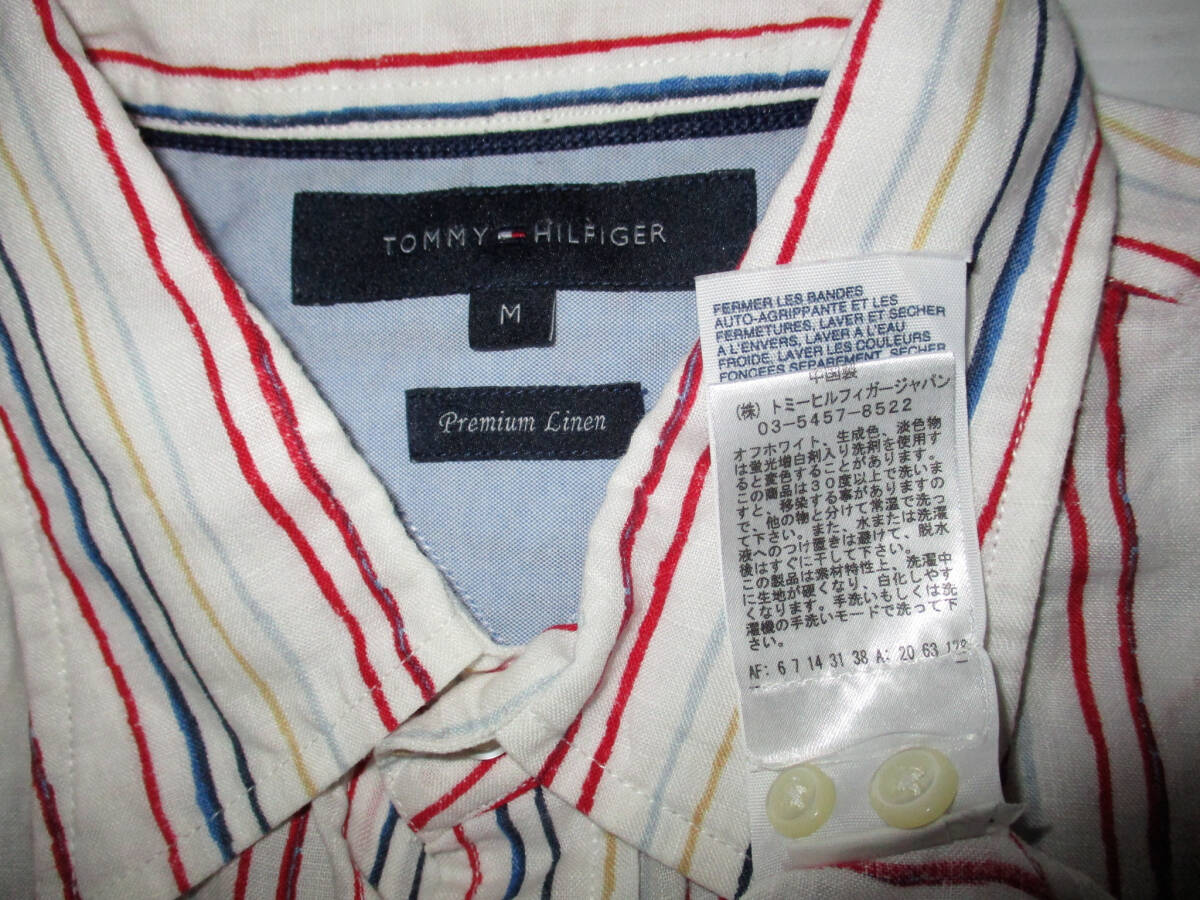 TOMMY HILFIGER
M
Premium Linen
FERMER LES BANDES
AUTO-AGRIPPANTE ET LES
FERMETURES, LAVER ET SECHER
A L'ENVERS, LAVER A L'EAU
FROIDE, LAVER LES COULEURS
FONCEES SEPAREMENT, SECHER
中国製
(株) トミーヒルフィガージャパン
03-5457-8522
オフホワイト、生成色、淡色物
は蛍光増白剤入り洗剤を使用す
ると変色することがあります。
この商品は30度以上で洗いま
すと、移染する事がありますの
で、他の物と分けて常温で洗っ
て下さい。また、水または洗濯
液へのつけ置きは避けて、脱水
後はすぐに干して下さい。
この製品は素材特性上、洗濯中
に生地が硬くなり、白化しやす
くなります。手洗いもしくは洗
濯機の手洗いモードで洗って下
さい。
AF: 6 7 14 31 38 A: 20 63 128